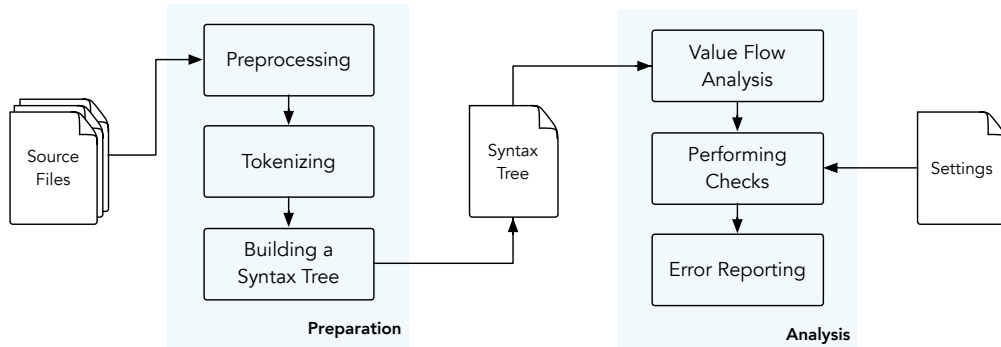 Source
Files
Preprocessing
Tokenizing
Building a
Syntax Tree
Preparation
Syntax
Tree
Value Flow
Analysis
Performing
Checks
Error Reporting
Analysis
Settings